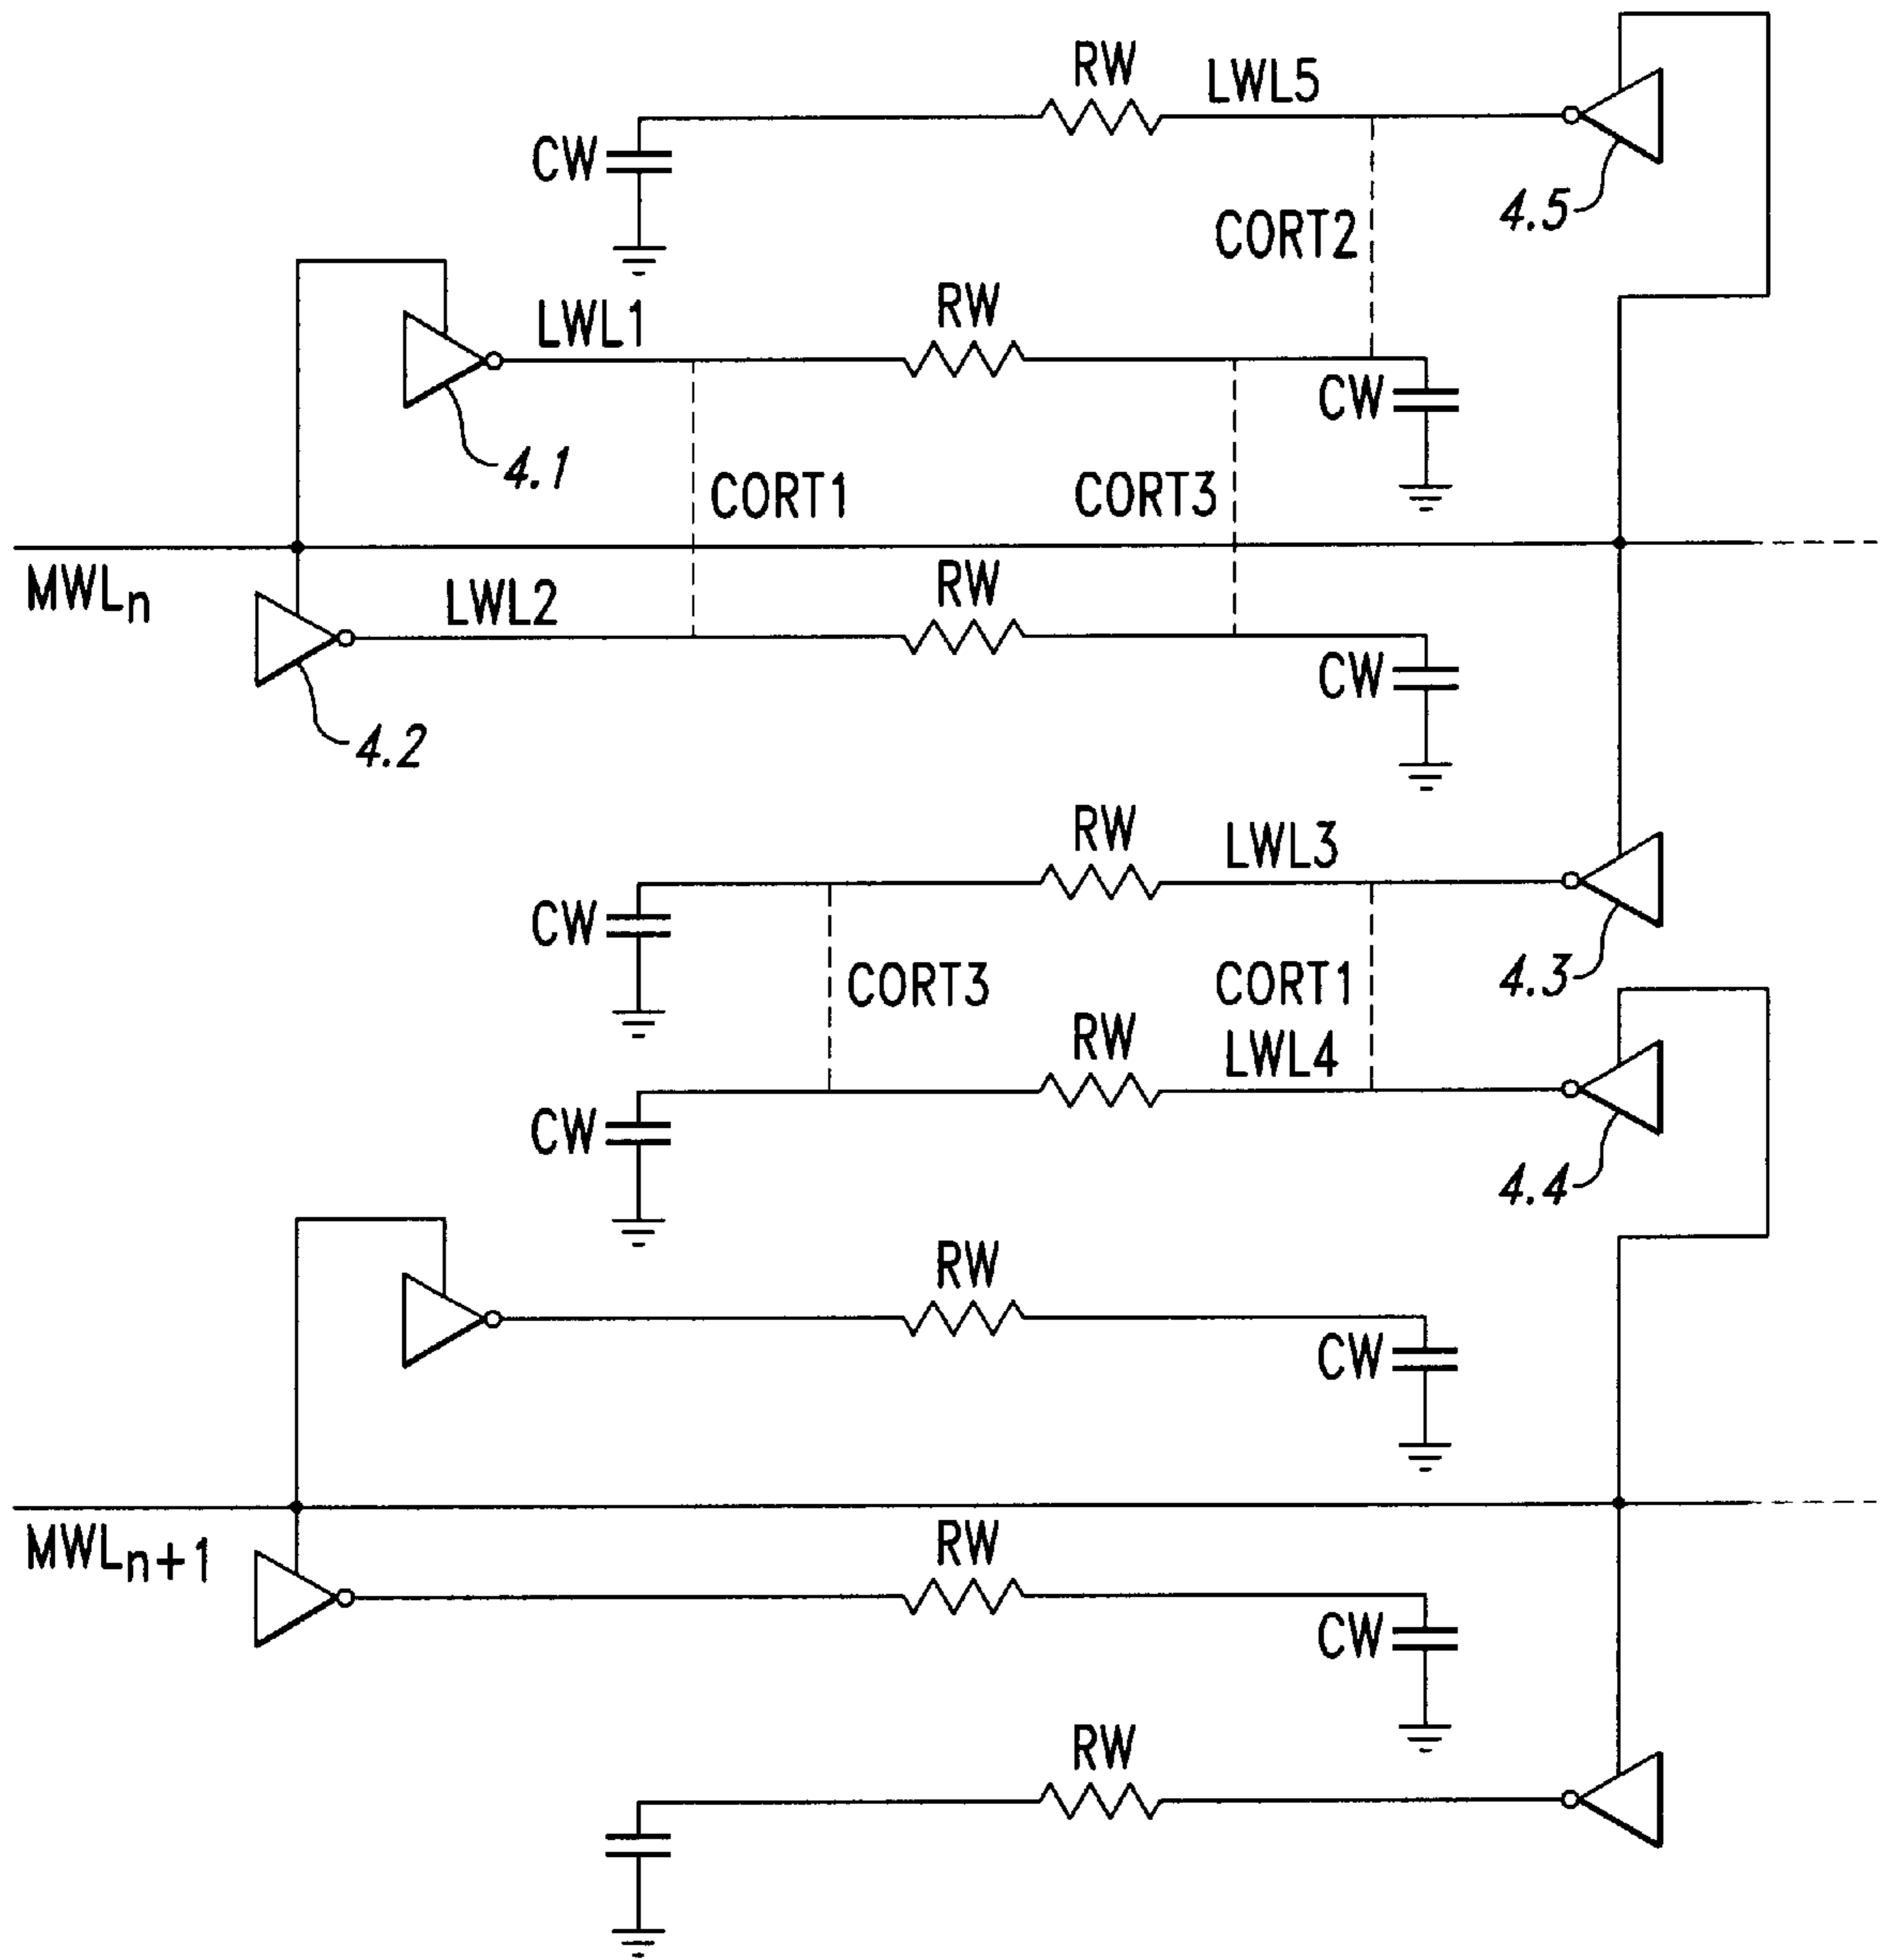 RW LWL5
CW
4.5
CORT2
LWL1 RW
CW
4.1
CORT1 CORT3
MWLn
LWL2 RW
CW
4.2
RW LWL3
CW
4.3
CORT3 CORT1
RW LWL4
CW
4.4
RW
CW
MWLn+1
RW
CW
RW